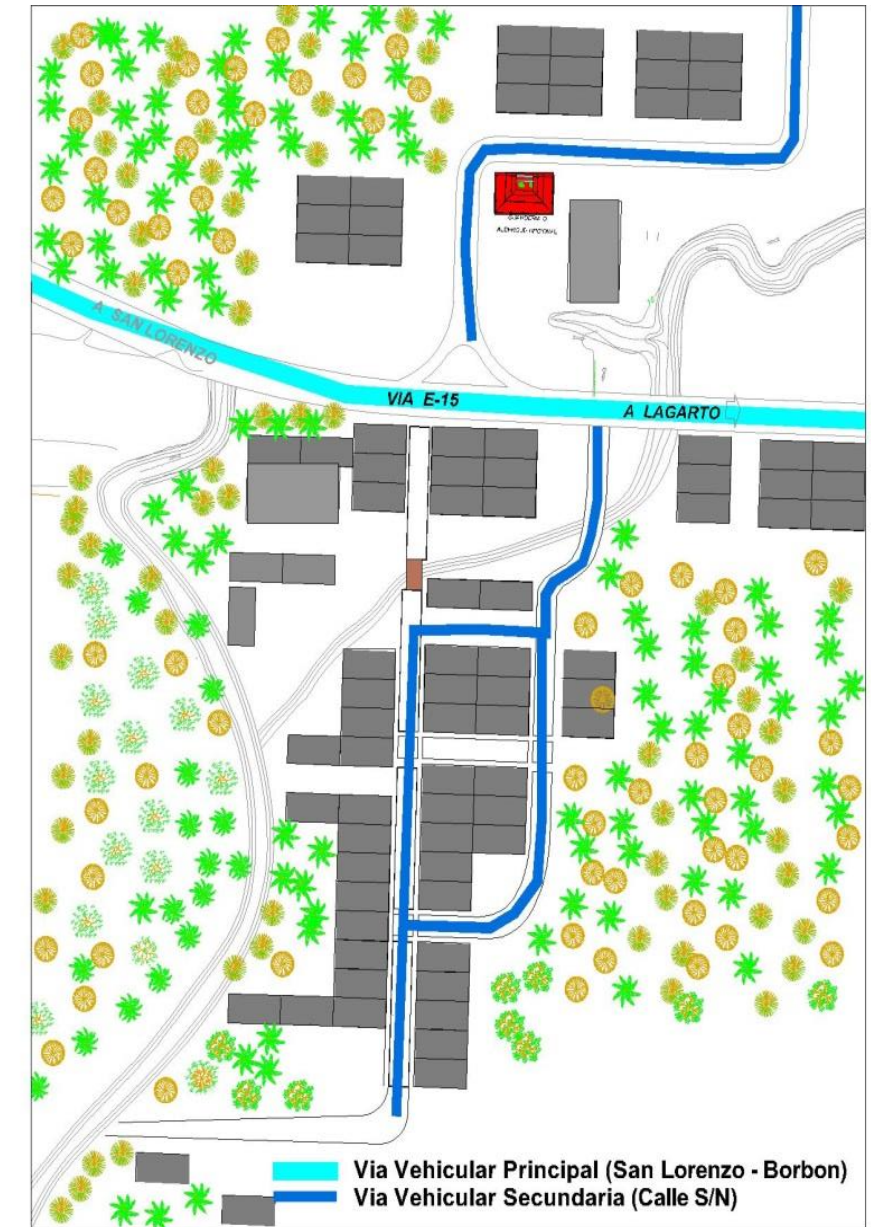 A SAN LORENZO
VIA E-15
A LAGARTO
Via Vehicular Principal (San Lorenzo - Borbon)
Via Vehicular Secundaria (Calle S/N)